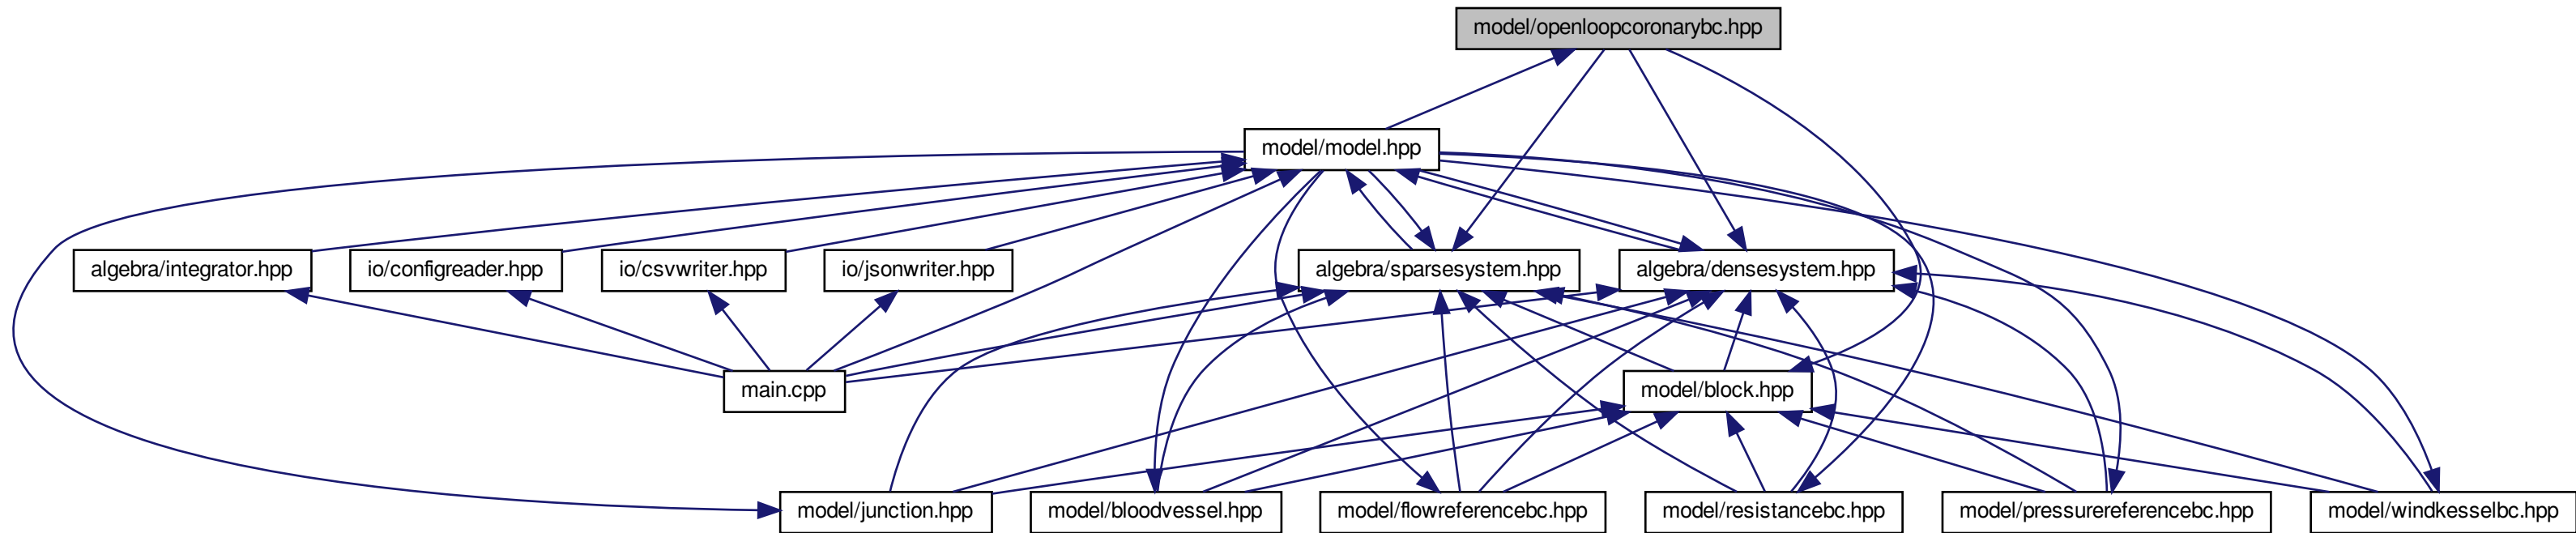 model/openloopcoronarybc.hpp
model/model.hpp
algebra/integrator.hpp
io/configreader.hpp
io/csvwriter.hpp
io/jsonwriter.hpp
algebra/sparsesystem.hpp
algebra/densesystem.hpp
main.cpp
model/block.hpp
model/junction.hpp
model/bloodvessel.hpp
model/flowreferencebc.hpp
model/resistancebc.hpp
model/pressurereferencebc.hpp
model/windkesselbc.hpp